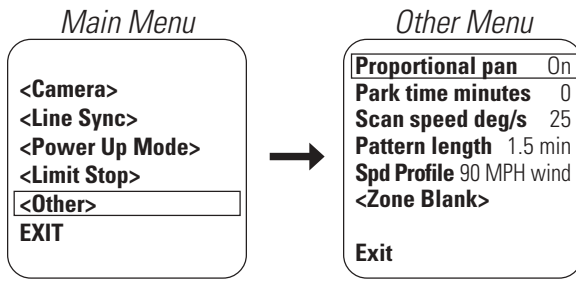 Main Menu
<Camera>
<Line Sync>
<Power Up Mode>
<Limit Stop>
<Other>
EXIT
Other Menu
Proportional pan On
Park time minutes 0
Scan speed deg/s 25
Pattern length 1.5 min
Spd Profile 90 MPH wind
<Zone Blank>
Exit